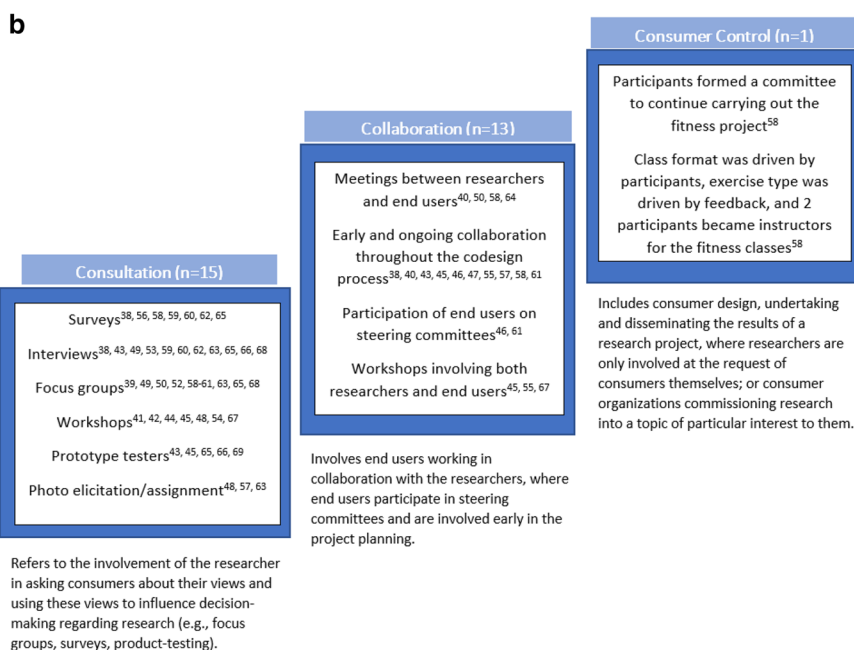 b
Consultation (n=15)
Surveys38, 56, 58, 59, 60, 62, 65
Interviews38, 43, 49, 53, 59, 60, 62, 63, 65, 66, 68
Focus groups39, 49, 50, 52, 58-61, 63, 65, 68
Workshops41, 42, 44, 45, 48, 54, 67
Prototype testers43, 45, 65, 66, 69
Photo elicitation/assignment48, 57, 63
Refers to the involvement of the researcher
in asking consumers about their views and
using these views to influence decision-
making regarding research (e.g., focus
groups, surveys, product-testing).
Collaboration (n=13)
Meetings between researchers
and end users40, 50, 58, 64
Early and ongoing collaboration
throughout the codesign
process38, 40, 43, 45, 46, 47, 55, 57, 58, 61
Participation of end users on
steering committees46, 61
Workshops involving both
researchers and end users45, 55, 67
Involves end users working in
collaboration with the researchers, where
end users participate in steering
committees and are involved early in the
project planning.
Consumer Control (n=1)
Participants formed a committee
to continue carrying out the
fitness project58
Class format was driven by
participants, exercise type was
driven by feedback, and 2
participants became instructors
for the fitness classes58
Includes consumer design, undertaking
and disseminating the results of a
research project, where researchers are
only involved at the request of
consumers themselves; or consumer
organizations commissioning research
into a topic of particular interest to them.